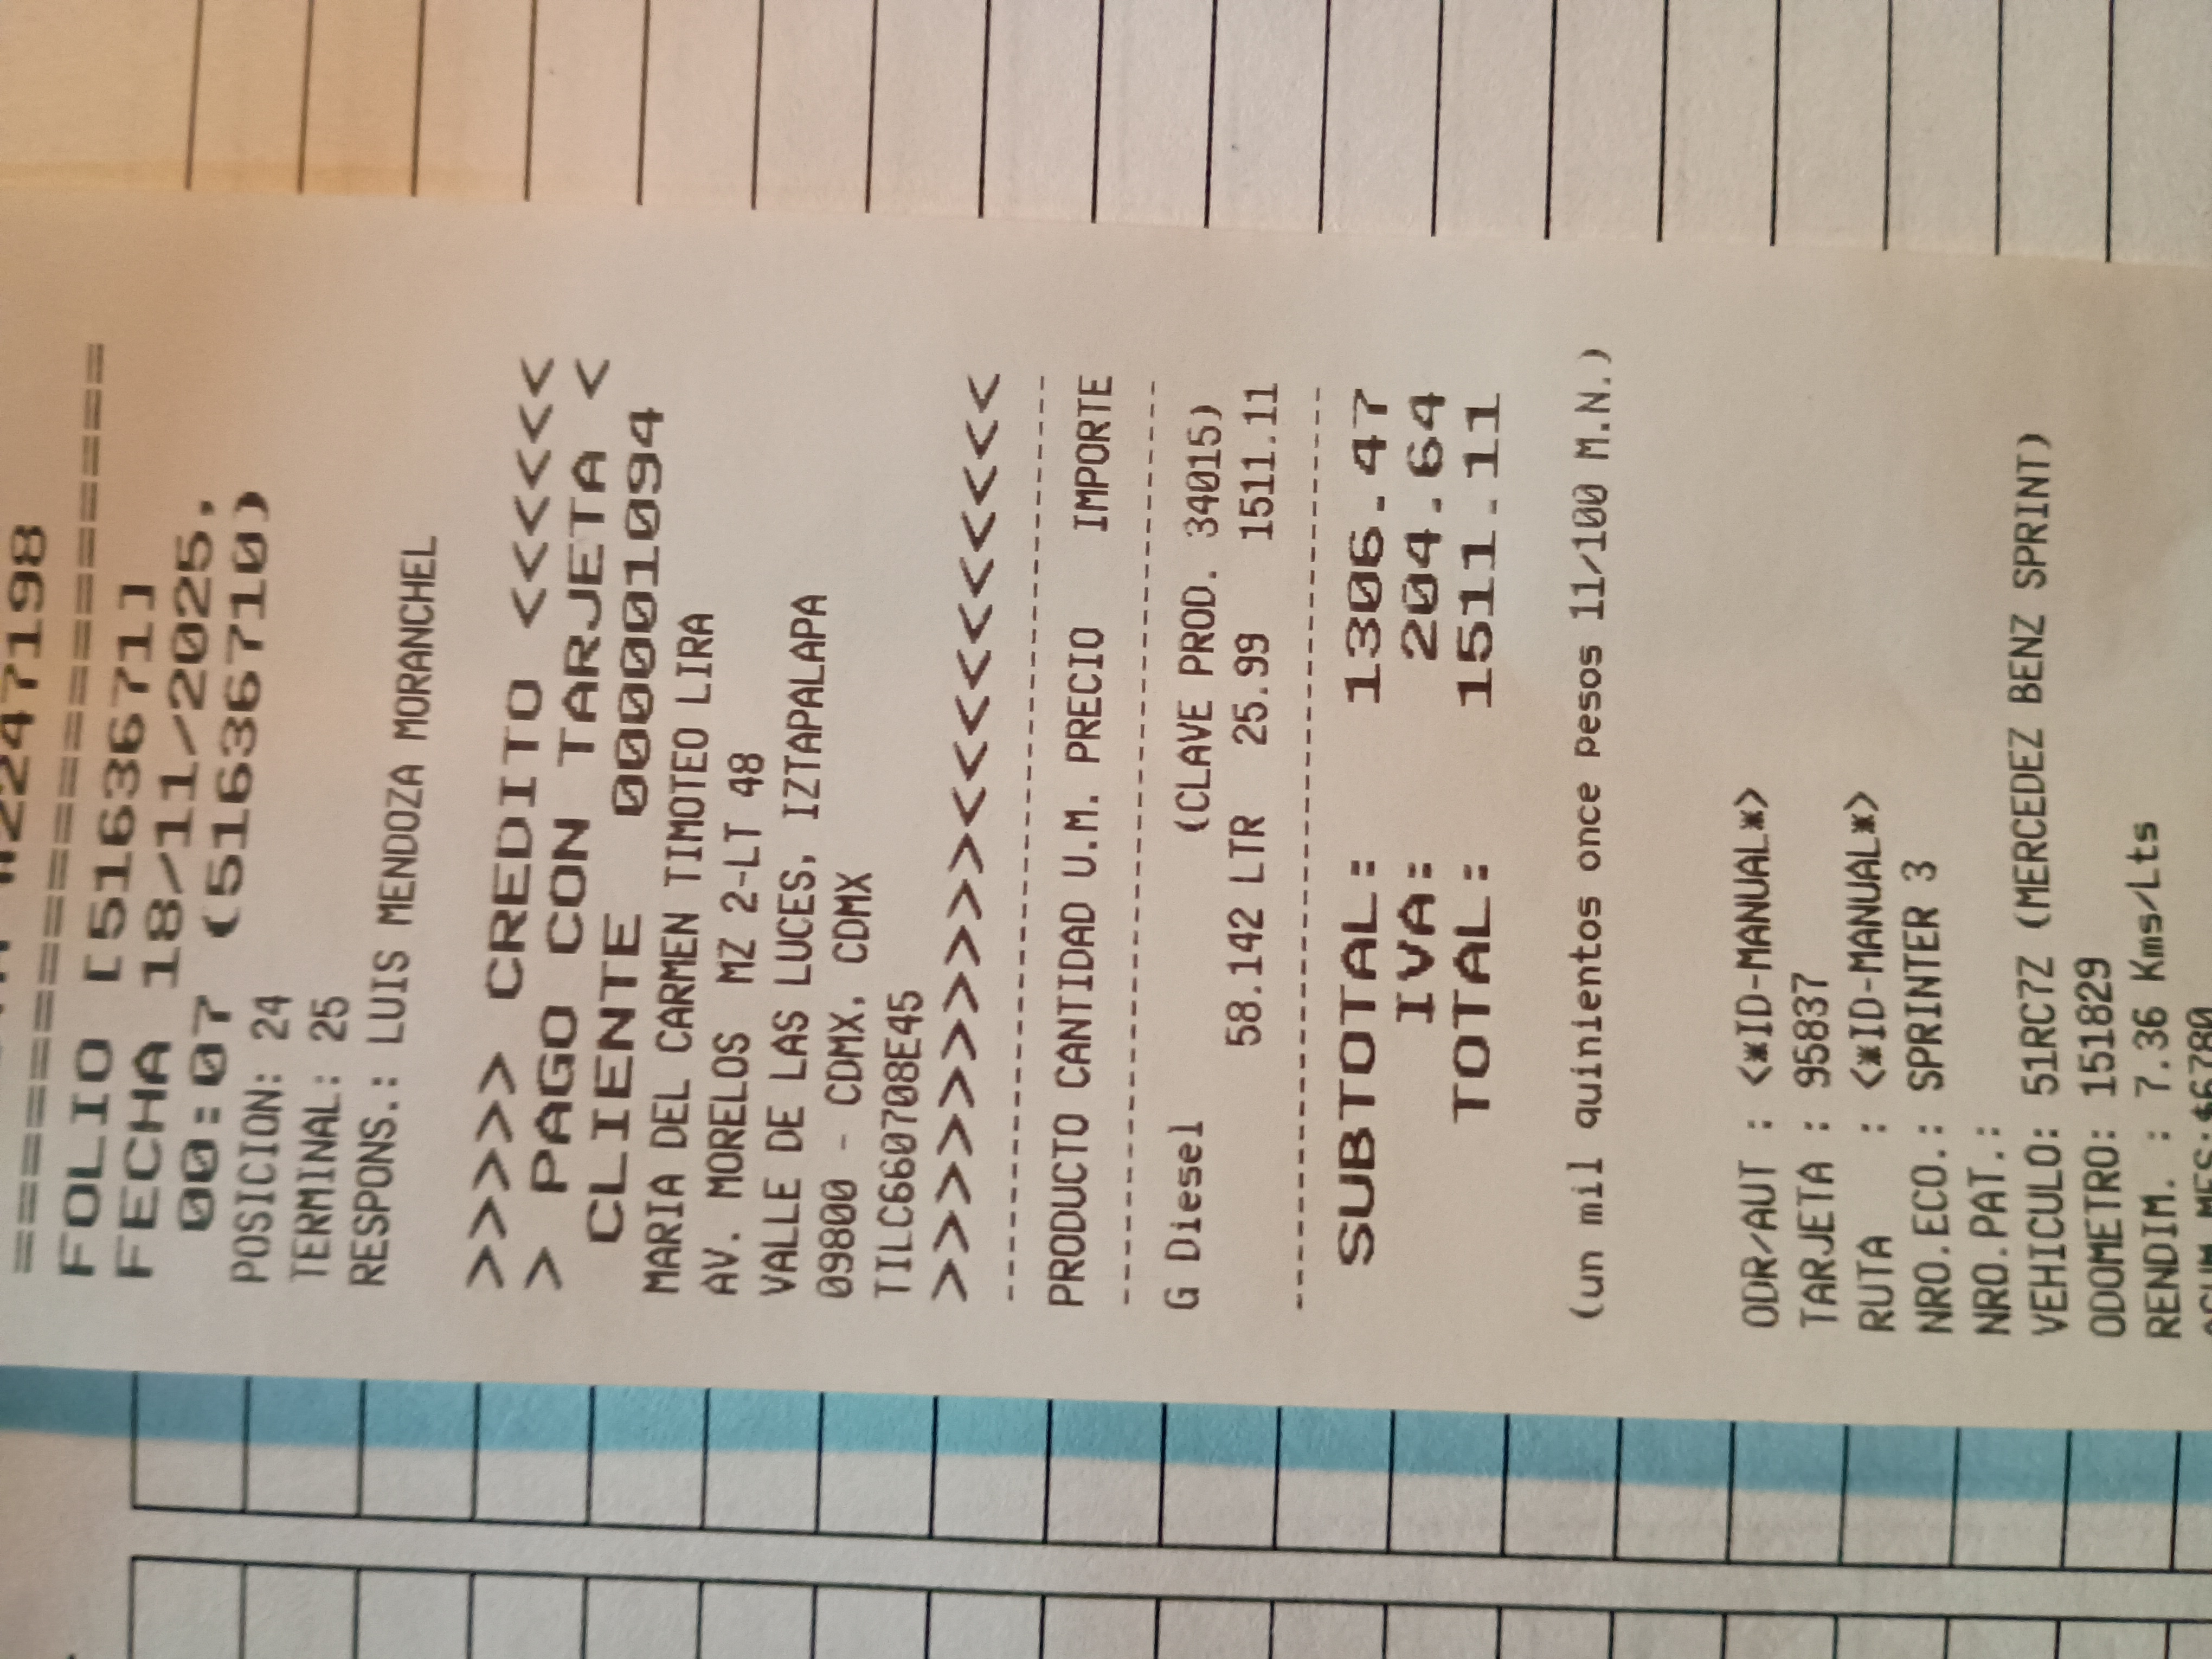 2247198
==============================
FOLIO [5163671]
FECHA 18/11/2025,
00:07 (51636710)
POSICION: 24
TERMINAL: 25
RESPONS.: LUIS MENDOZA MORANCHEL
>>>> CREDITO <<<<<
> PAGO CON TARJETA <
CLIENTE 0000001094
MARIA DEL CARMEN TIMOTEO LIRA
AV. MORELOS MZ 2-LT 48
VALLE DE LAS LUCES, IZTAPALAPA
09800 - CDMX, CDMX
TILC660708E45
>>>>>>>><<<<<<<
--------------------------------
PRODUCTO CANTIDAD U.M. PRECIO IMPORTE
--------------------------------
G Diesel (CLAVE PROD. 34015)
58.142 LTR 25.99 1511.11
--------------------------------
SUBTOTAL: 1306.47
IVA: 204.64
TOTAL: 1511.11
(un mil quinientos once pesos 11/100 M.N.)
ODR/AUT : <*ID-MANUAL*>
TARJETA : 95837
RUTA : <*ID-MANUAL*>
NRO.ECO.: SPRINTER 3
NRO.PAT.:
VEHICULO: 51RC7Z (MERCEDEZ BENZ SPRINT)
ODOMETRO: 151829
RENDIM. : 7.36 Kms/Lts